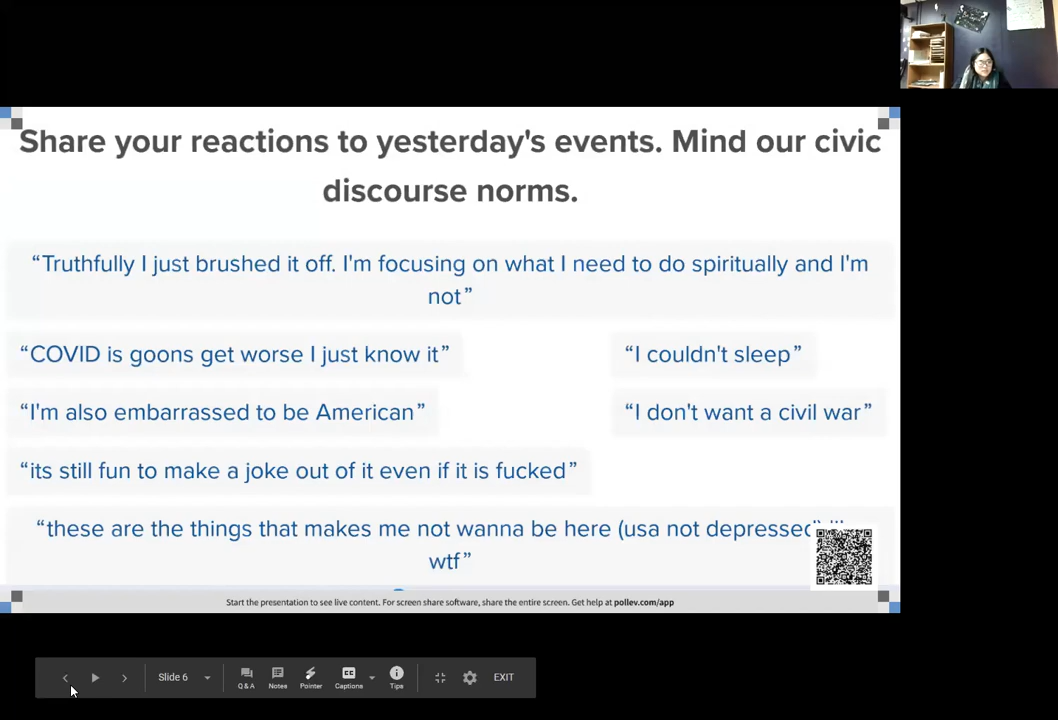 Share your reactions to yesterday's events. Mind our civic
discourse norms.
“Truthfully I just brushed it off. I'm focusing on what I need to do spiritually and I'm
not”
“COVID is goons get worse I just know it”
“I couldn't sleep”
“I'm also embarrassed to be American”
“I don't want a civil war”
“its still fun to make a joke out of it even if it is fucked”
“these are the things that makes me not wanna be here (usa not depressed)
wtf”
Start the presentation to see live content. For screen share software, share the entire screen. Get help at pollev.com/app
Slide 6
Q & A
Notes
Pointer
CC
Captions
Tips
EXIT